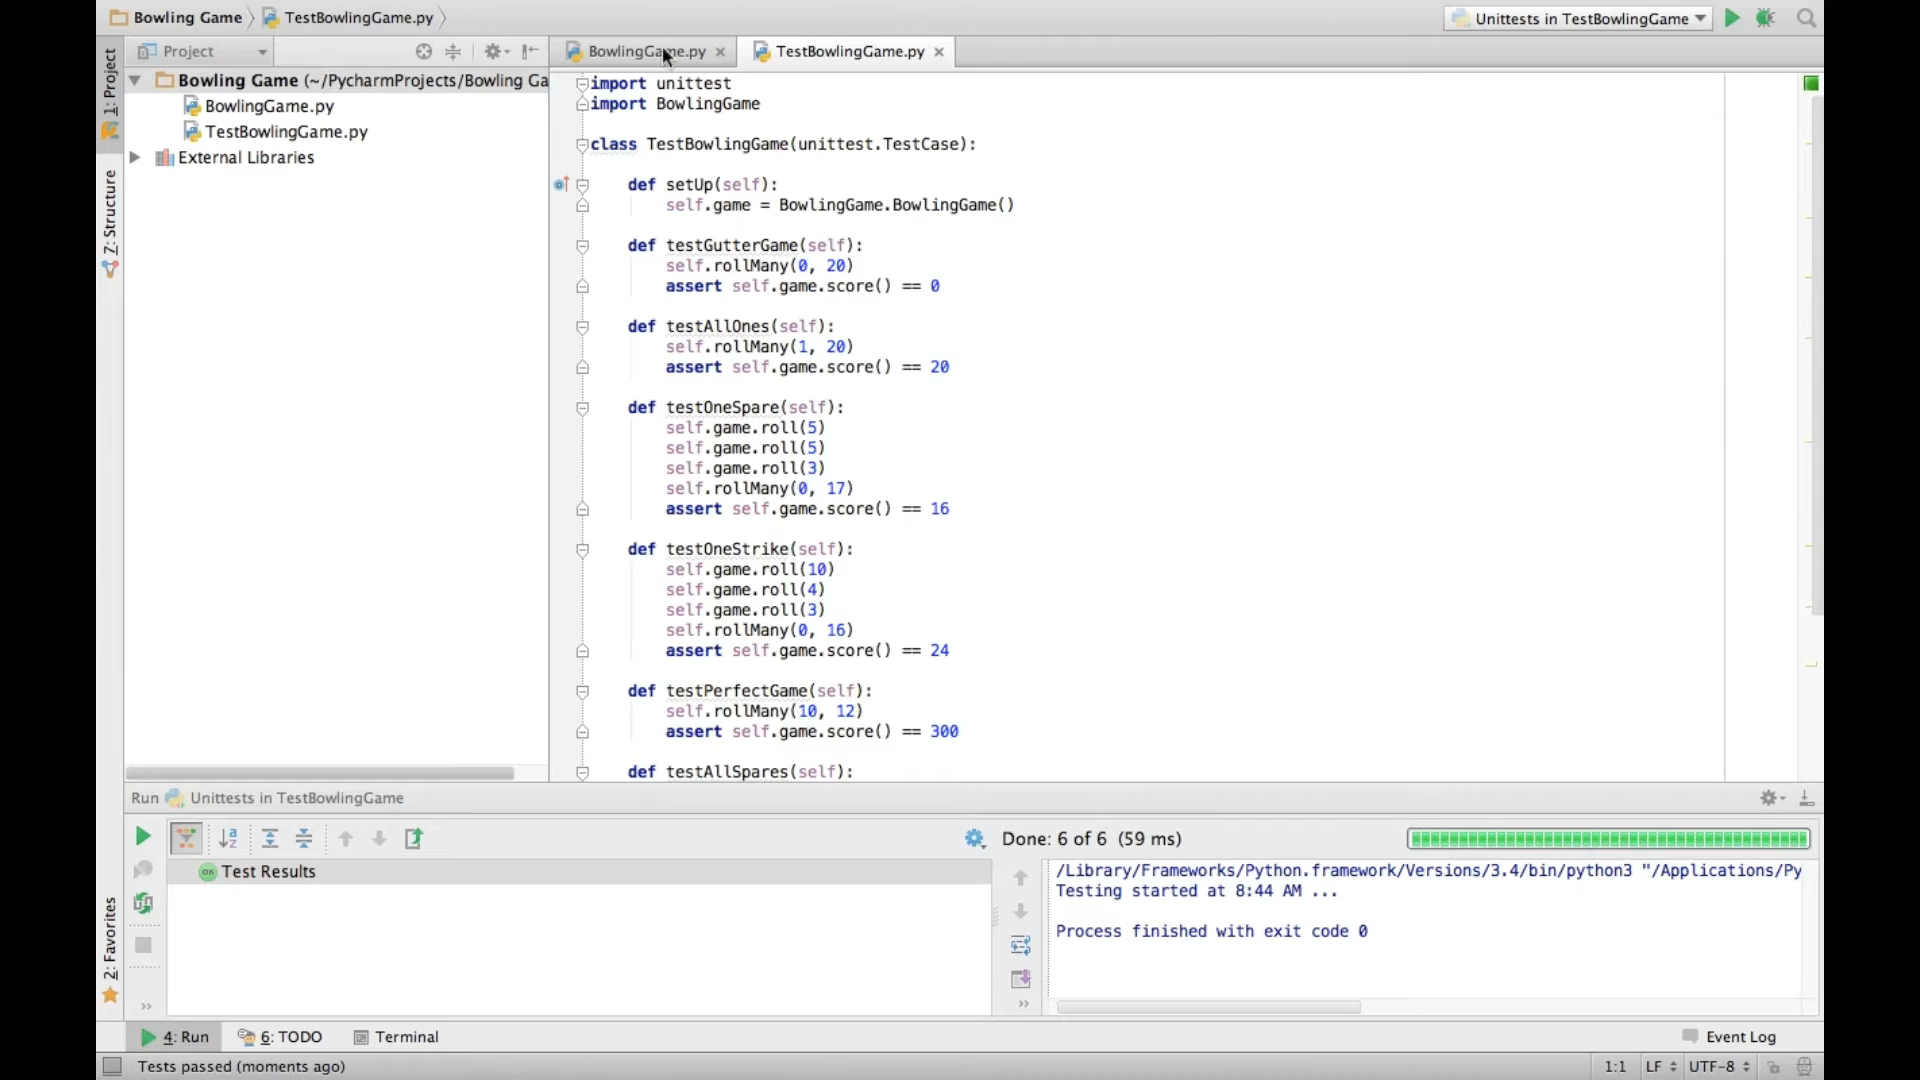 Bowling Game
TestBowlingGame.py
Unittests in TestBowlingGame
1: Project
Z: Structure
2: Favorites
Project
BowlingGame.py
TestBowlingGame.py
Bowling Game (~/PycharmProjects/Bowling Ga
BowlingGame.py
TestBowlingGame.py
External Libraries
import unittest
import BowlingGame
class TestBowlingGame(unittest.TestCase):
def setUp(self):
self.game = BowlingGame.BowlingGame()
def testGutterGame(self):
self.rollMany(0, 20)
assert self.game.score() == 0
def testAllOnes(self):
self.rollMany(1, 20)
assert self.game.score() == 20
def testOneSpare(self):
self.game.roll(5)
self.game.roll(5)
self.game.roll(3)
self.rollMany(0, 17)
assert self.game.score() == 16
def testOneStrike(self):
self.game.roll(10)
self.game.roll(4)
self.game.roll(3)
self.rollMany(0, 16)
assert self.game.score() == 24
def testPerfectGame(self):
self.rollMany(10, 12)
assert self.game.score() == 300
def testAllSpares(self):
Run Unittests in TestBowlingGame
Done: 6 of 6 (59 ms)
Test Results
/Library/Frameworks/Python.framework/Versions/3.4/bin/python3 "/Applications/Py
Testing started at 8:44 AM ...
Process finished with exit code 0
4: Run
6: TODO
Terminal
Event Log
Tests passed (moments ago)
1:1
LF
UTF-8